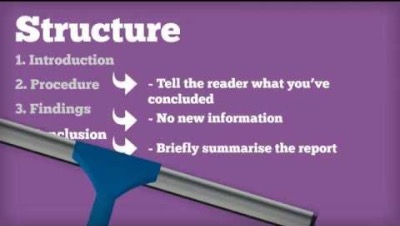 Structure
1. Introduction
2. Procedure
- Tell the reader what you've
concluded
3. Findings
- No new information
- Briefly summarise the report